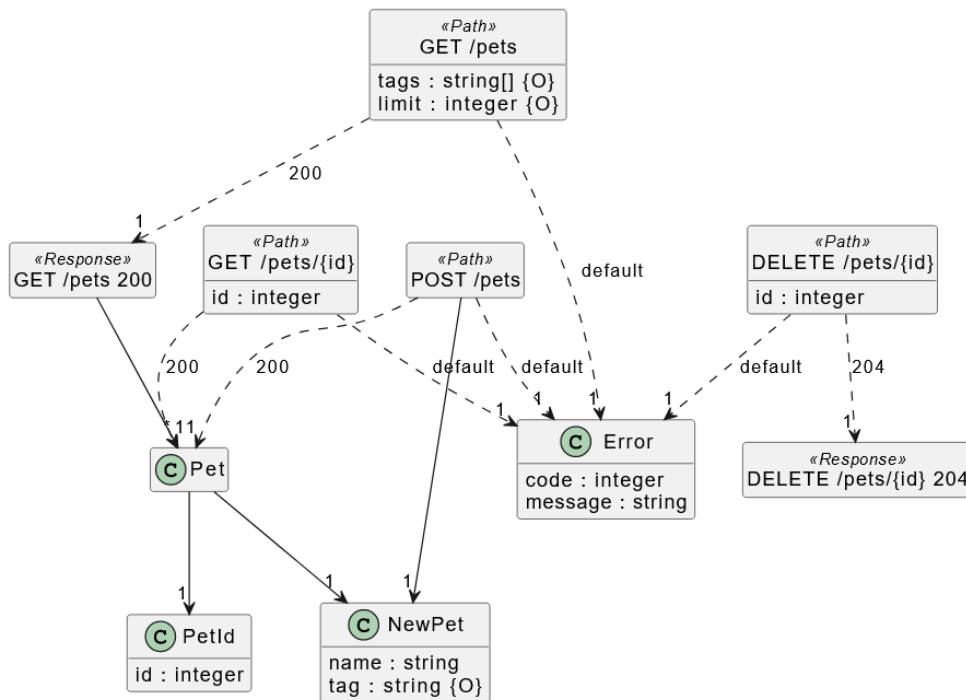 «Path»
GET /pets
tags : string[] {O}
limit : integer {O}
200
1
default
«Response»
GET /pets 200
«Path»
GET /pets/{id}
id : integer
«Path»
POST /pets
«Path»
DELETE /pets/{id}
id : integer
200
200
default
default
default
204
* 1 1
1
1
1
1
1
C Pet
C Error
code : integer
message : string
«Response»
DELETE /pets/{id} 204
1
1
1
C PetId
id : integer
C NewPet
name : string
tag : string {O}